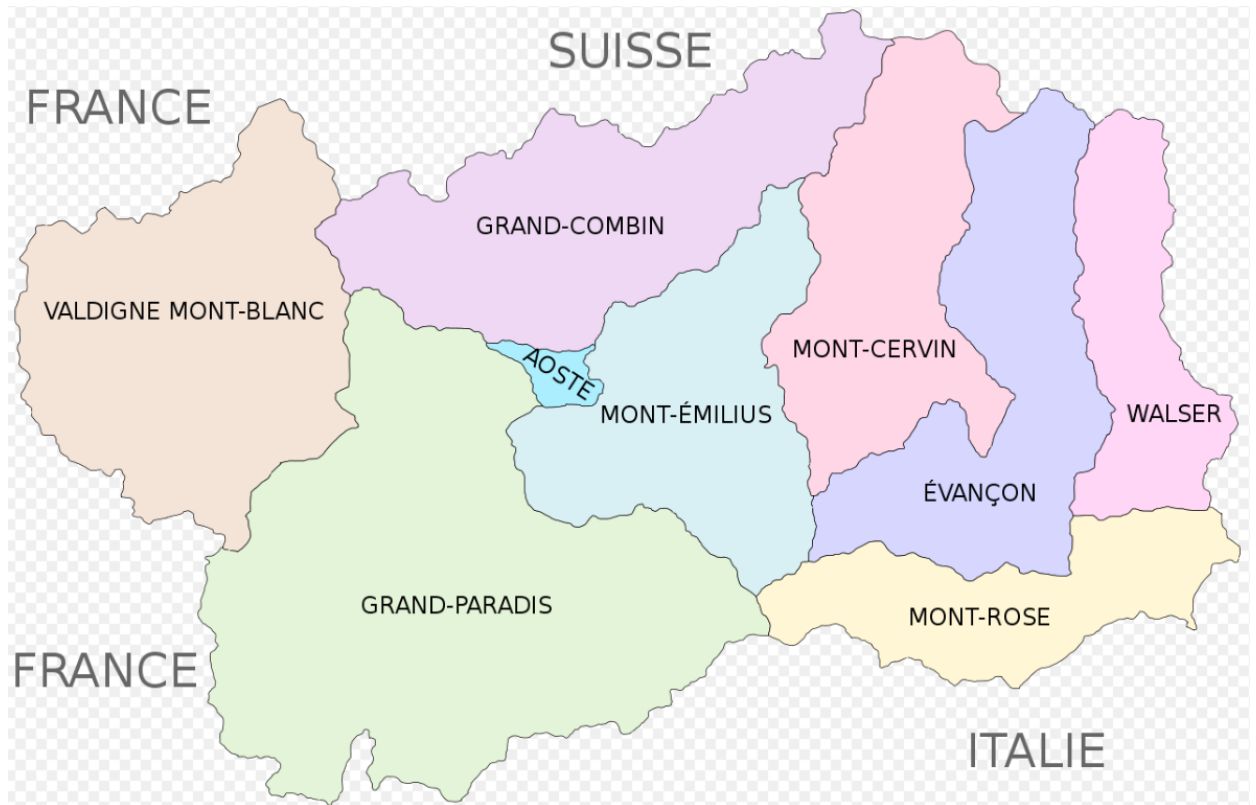 SUISSE
FRANCE
GRAND-COMBIN
VALDIGNE MONT-BLANC
AOSTE
MONT-CERVIN
MONT-ÉMILIUS
WALSER
ÉVANÇON
GRAND-PARADIS
MONT-ROSE
FRANCE
ITALIE